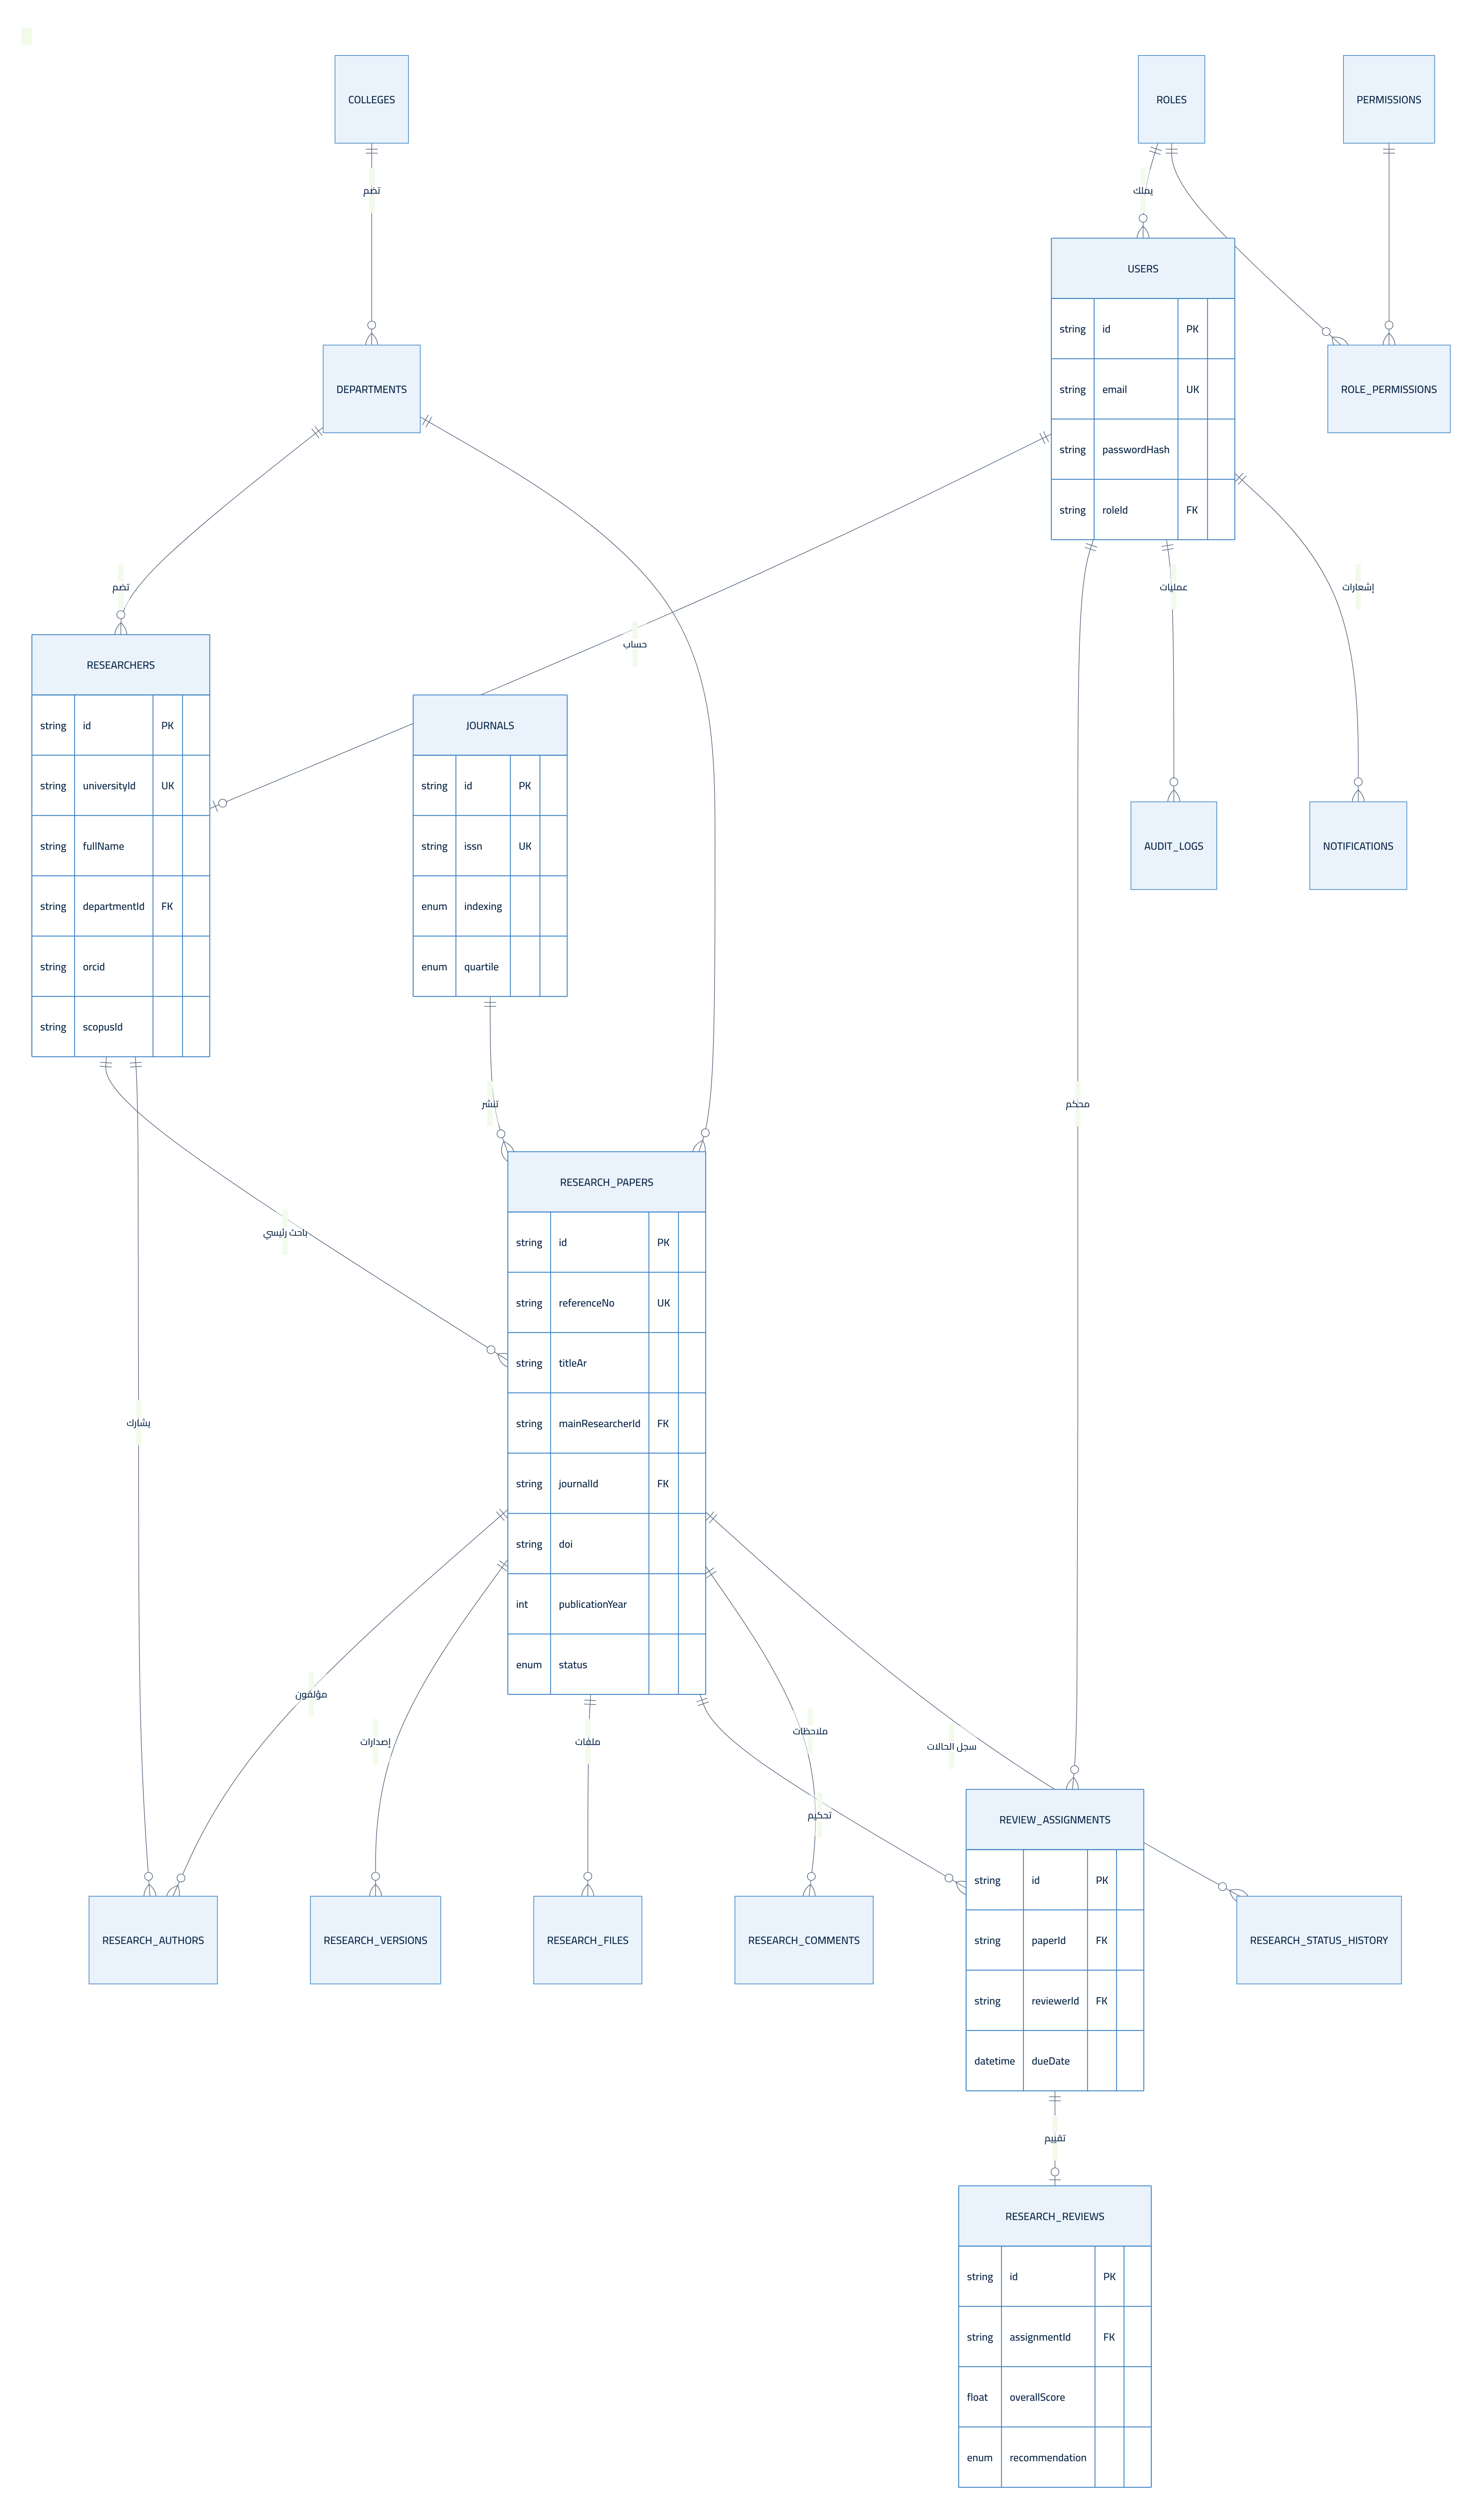 COLLEGES
ROLES
PERMISSIONS
تضم
يملك
USERS
string id PK
string email UK
string passwordHash
string roleId FK
DEPARTMENTS
ROLE_PERMISSIONS
تضم
عمليات
إشعارات
حساب
RESEARCHERS
string id PK
string universityId UK
string fullName
string departmentId FK
string orcid
string scopusId
JOURNALS
string id PK
string issn UK
enum indexing
enum quartile
AUDIT_LOGS
NOTIFICATIONS
تنشر
محكم
باحث رئيسي
RESEARCH_PAPERS
string id PK
string referenceNo UK
string titleAr
string mainResearcherId FK
string journalId FK
string doi
int publicationYear
enum status
يشارك
مؤلفون
إصدارات
ملفات
ملاحظات
سجل الحالات
تحكيم
RESEARCH_AUTHORS
RESEARCH_VERSIONS
RESEARCH_FILES
RESEARCH_COMMENTS
REVIEW_ASSIGNMENTS
string id PK
string paperId FK
string reviewerId FK
datetime dueDate
RESEARCH_STATUS_HISTORY
تقييم
RESEARCH_REVIEWS
string id PK
string assignmentId FK
float overallScore
enum recommendation